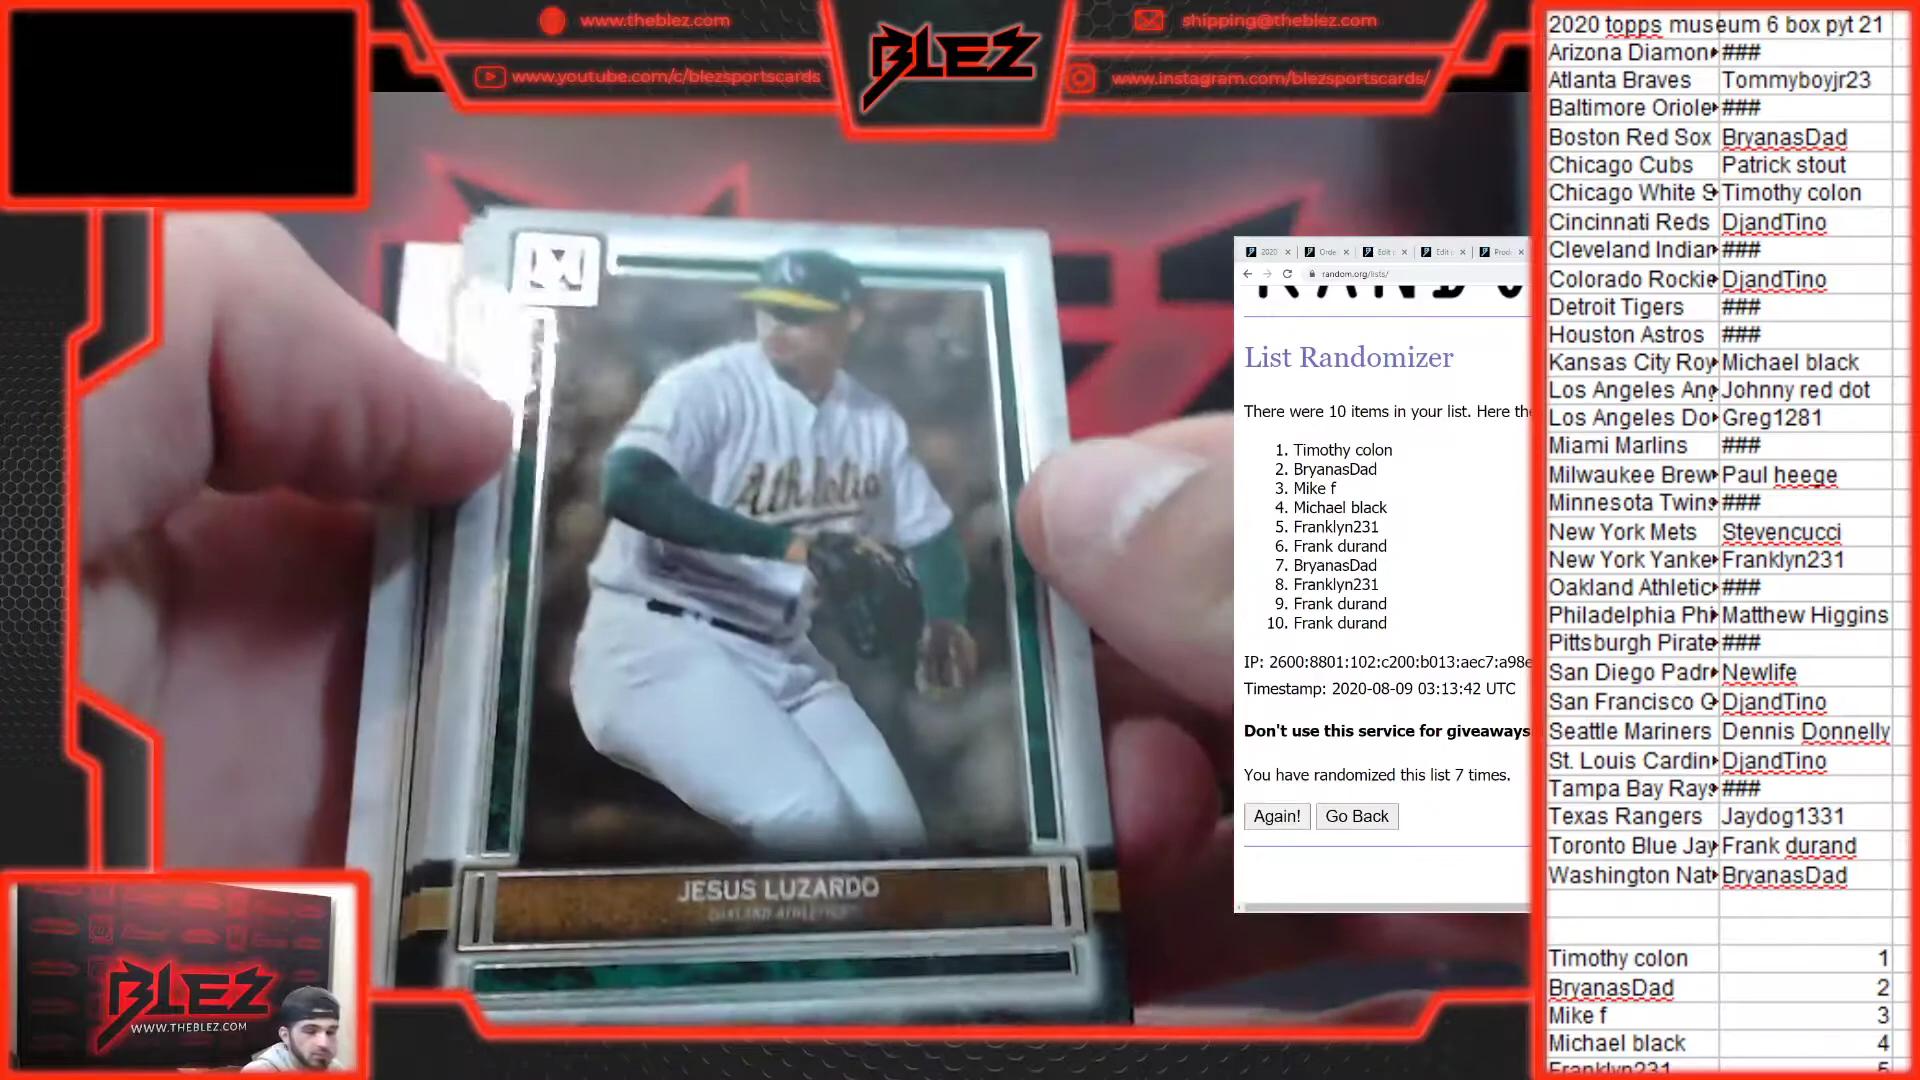 www.theblez.com
shipping@theblez.com
www.youtube.com/c/blezsportscards
www.instagram.com/blezsportscards/
BLEZ
Athletic
JESUS LUZARDO
OAKLAND ATHLETICS
BLEZ
WWW.THEBLEZ.COM
2020
Orde
Edit
Edit
Prod
random.org/lists/
List Randomizer
There were 10 items in your list. Here
1. Timothy colon
2. BryanasDad
3. Mike f
4. Michael black
5. Franklyn231
6. Frank durand
7. BryanasDad
8. Franklyn231
9. Frank durand
10. Frank durand
IP: 2600:8801:102:c200:b013:aec7:a98e
Timestamp: 2020-08-09 03:13:42 UTC
Don't use this service for giveaways
You have randomized this list 7 times.
Again! Go Back
2020 topps museum 6 box pyt 21
Arizona Diamon ###
Atlanta Braves Tommyboyjr23
Baltimore Oriole ###
Boston Red Sox BryanasDad
Chicago Cubs Patrick stout
Chicago White S Timothy colon
Cincinnati Reds DjandTino
Cleveland Indian ###
Colorado Rockie DjandTino
Detroit Tigers ###
Houston Astros ###
Kansas City Roy Michael black
Los Angeles Ang Johnny red dot
Los Angeles Do Greg1281
Miami Marlins ###
Milwaukee Brew Paul heege
Minnesota Twins ###
New York Mets Stevencucci
New York Yanke Franklyn231
Oakland Athletic ###
Philadelphia Phi Matthew Higgins
Pittsburgh Pirate ###
San Diego Padr Newlife
San Francisco G DjandTino
Seattle Mariners Dennis Donnelly
St. Louis Cardin DjandTino
Tampa Bay Rays ###
Texas Rangers Jaydog1331
Toronto Blue Jay Frank durand
Washington Nat BryanasDad
Timothy colon 1
BryanasDad 2
Mike f 3
Michael black 4
Franklyn231 5